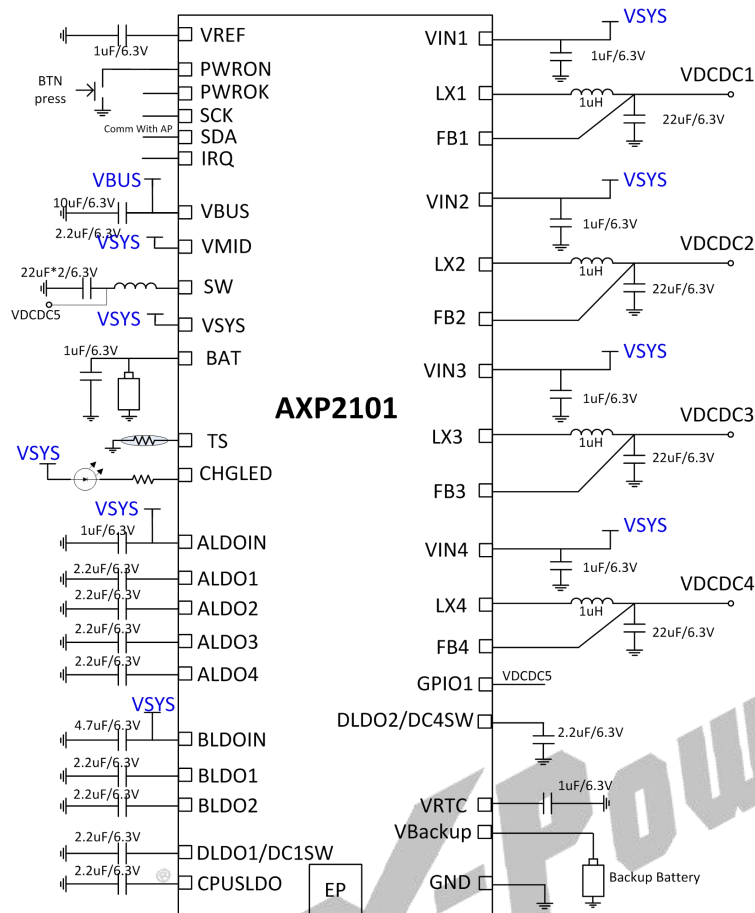 VREF
1uF/6.3V
PWRON
BTN
press
PWROK
SCK
Comm With AP
SDA
IRQ
VBUS
10uF/6.3V
VBUS
2.2uF/6.3V
VSYS
VMID
22uF*2/6.3V
SW
VDCDC5
VSYS
VSYS
1uF/6.3V
BAT
AXP2101
TS
VSYS
CHGLED
VSYS
1uF/6.3V
ALDOIN
2.2uF/6.3V
ALDO1
2.2uF/6.3V
ALDO2
2.2uF/6.3V
ALDO3
2.2uF/6.3V
ALDO4
VSYS
4.7uF/6.3V
BLDOIN
2.2uF/6.3V
BLDO1
2.2uF/6.3V
BLDO2
2.2uF/6.3V
DLDO1/DC1SW
2.2uF/6.3V
CPUSLDO
EP
VSYS
VIN1
1uF/6.3V
VDCDC1
LX1
1uH
22uF/6.3V
FB1
VSYS
VIN2
1uF/6.3V
VDCDC2
LX2
1uH
22uF/6.3V
FB2
VSYS
VIN3
1uF/6.3V
VDCDC3
LX3
1uH
22uF/6.3V
FB3
VSYS
VIN4
1uF/6.3V
VDCDC4
LX4
1uH
22uF/6.3V
FB4
GPIO1
VDCDC5
DLDO2/DC4SW
2.2uF/6.3V
1uF/6.3V
VRTC
VBackup
Backup Battery
GND